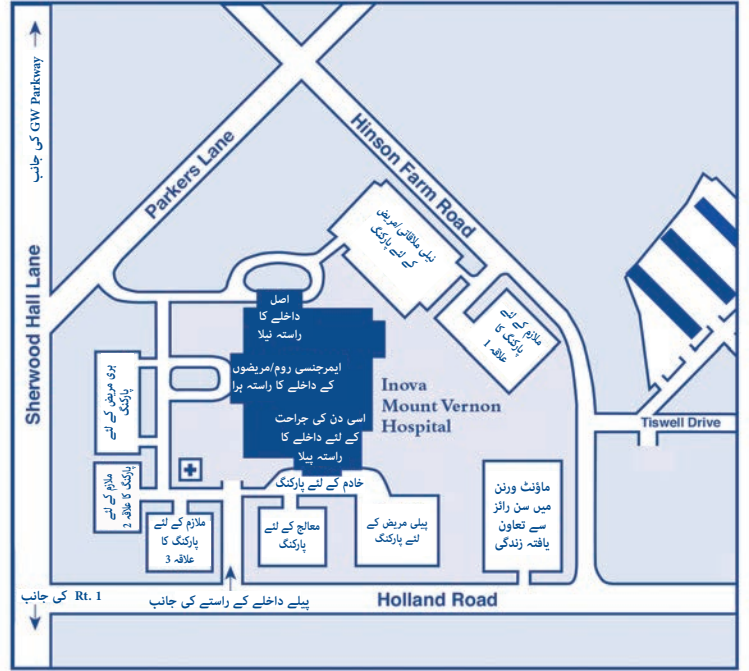 GW Parkway کی جانب
Parkers Lane
Hinson Farm Road
Sherwood Hall Lane
نیلی ملاقاتی/مریض
کے لئے پارکنگ
ملازم کے لئے
پارکنگ کا
علاقہ 1
اصل
داخلے کا
راستہ نیلا
ایمرجنسی روم/مریضوں
کے داخلے کا راستہ ہرا
اسی دن کی جراحت
کے لئے داخلے کا
راستہ پیلا
Inova
Mount Vernon
Hospital
Tiswell Drive
ہری مریض کے لئے
پارکنگ
ملازم کے لئے
پارکنگ کا علاقہ 2
خادم کے لئے پارکنگ
ملازم کے لئے
پارکنگ کا
علاقہ 3
معالج کے لئے
پارکنگ
پیلی مریض کے
لئے پارکنگ
ماؤنٹ ورنن
میں سن رائز
سے تعاون
یافتہ زندگی
Rt. 1 کی جانب
پیلے داخلے کے راستے کی جانب
Holland Road